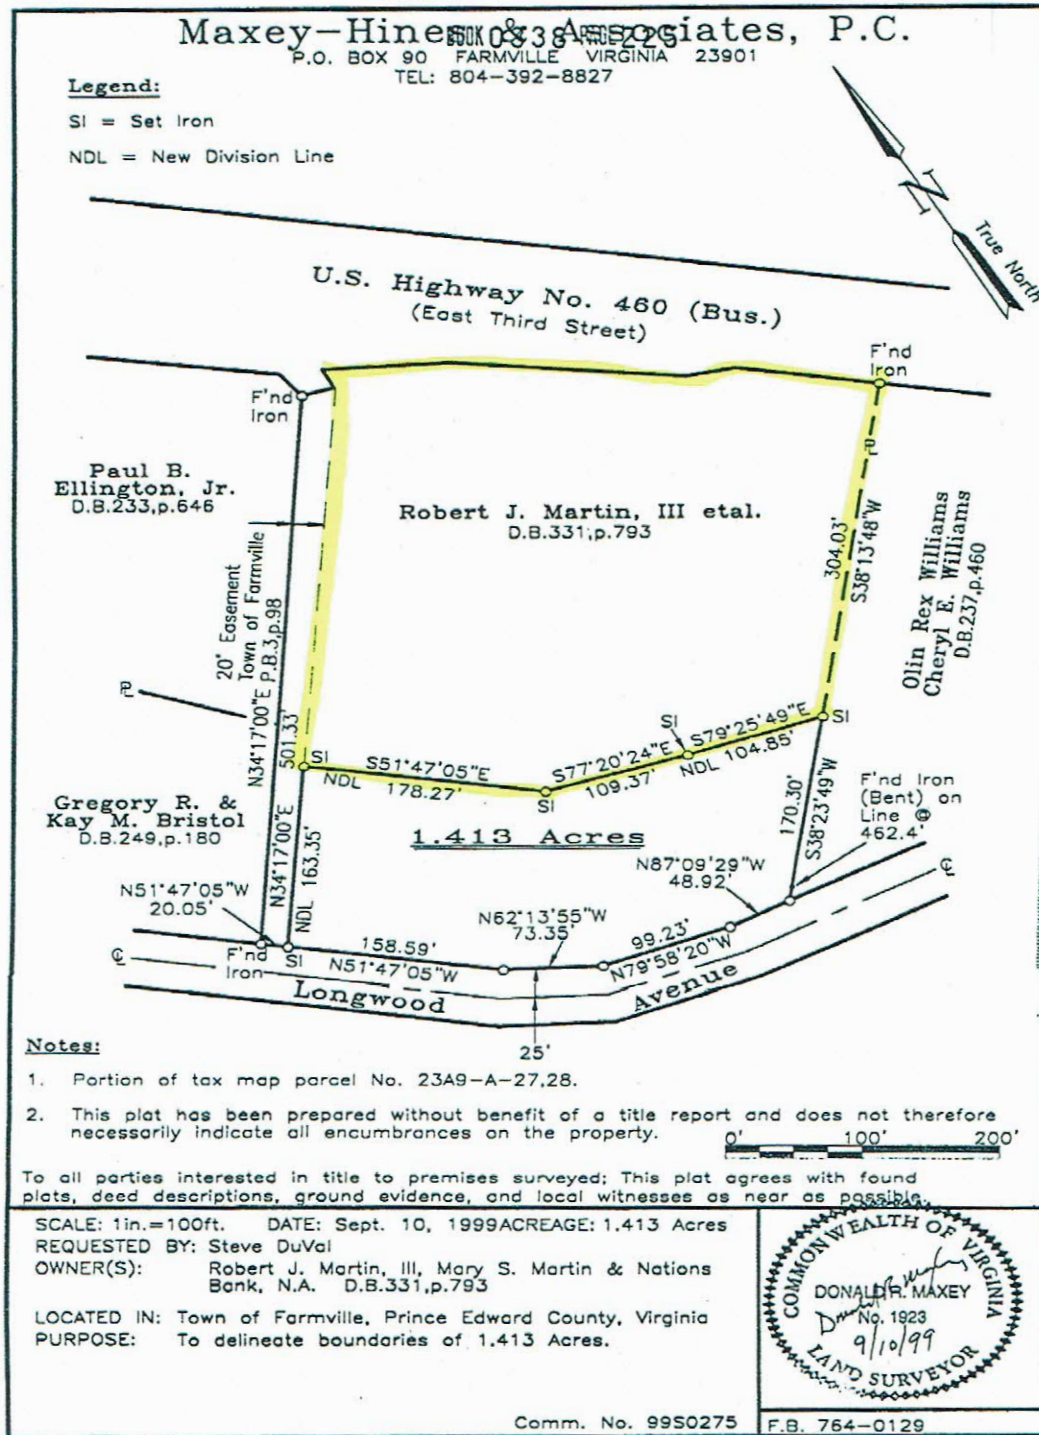 Maxey-Hines & Associates, P.C.
BOOK 0338 PAGE 225
P.O. BOX 90 FARMVILLE VIRGINIA 23901
TEL: 804-392-8827
Legend:
SI = Set Iron
NDL = New Division Line
N
True North
U.S. Highway No. 460 (Bus.)
(East Third Street)
F'nd
Iron
F'nd
Iron
Paul B.
Ellington, Jr.
D.B.233,p.646
Robert J. Martin, III etal.
D.B.331,p.793
PL
304.03'
S38°13'48"W
Olin Rex Williams
Cheryl E. Williams
D.B.237,p.460
20' Easement
Town of Farmville
P.B.3,p.98
N34°17'00"E
501.33'
PL
SI
NDL
S51°47'05"E
178.27'
SI
S77°20'24"E
109.37'
SI
S79°25'49"E
NDL 104.85'
SI
170.30'
S38°23'49"W
F'nd Iron
(Bent) on
Line @
462.4'
Gregory R. &
Kay M. Bristol
D.B.249,p.180
1.413 Acres
N34°17'00"E
NDL 163.35'
N51°47'05"W
20.05'
N87°09'29"W
48.92'
N62°13'55"W
73.35'
158.59'
N51°47'05"W
99.23'
N79°58'20"W
F'nd
Iron
SI
CL
CL
Longwood Avenue
25'
Notes:
1. Portion of tax map parcel No. 23A9-A-27,28.
2. This plat has been prepared without benefit of a title report and does not therefore
necessarily indicate all encumbrances on the property.
0' 100' 200'
To all parties interested in title to premises surveyed; This plat agrees with found
plats, deed descriptions, ground evidence, and local witnesses as near as possible.
SCALE: 1in.=100ft. DATE: Sept. 10, 1999 ACREAGE: 1.413 Acres
REQUESTED BY: Steve DuVal
OWNER(S): Robert J. Martin, III, Mary S. Martin & Nations
Bank, N.A. D.B.331,p.793
LOCATED IN: Town of Farmville, Prince Edward County, Virginia
PURPOSE: To delineate boundaries of 1.413 Acres.
Comm. No. 99S0275
COMMONWEALTH OF VIRGINIA
DONALD R. MAXEY
No. 1923
9/10/99
LAND SURVEYOR
F.B. 764-0129